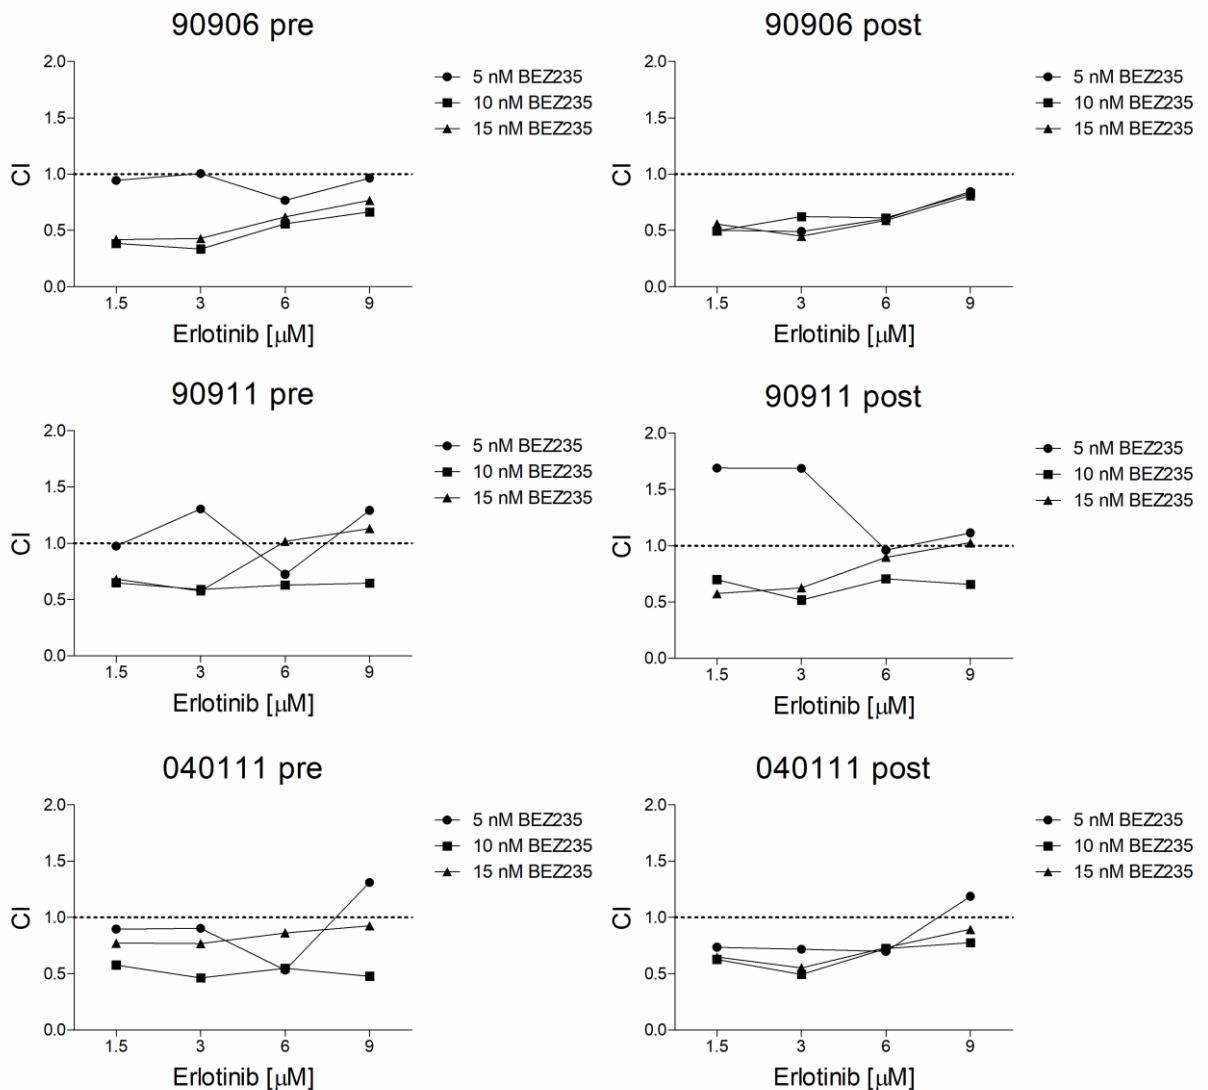 90906 pre
2.0
1.5
1.0
0.5
0.0
CI
1.5 3 6 9
Erlotinib [μM]
5 nM BEZ235
10 nM BEZ235
15 nM BEZ235
90906 post
2.0
1.5
1.0
0.5
0.0
CI
1.5 3 6 9
Erlotinib [μM]
5 nM BEZ235
10 nM BEZ235
15 nM BEZ235
90911 pre
2.0
1.5
1.0
0.5
0.0
CI
1.5 3 6 9
Erlotinib [μM]
5 nM BEZ235
10 nM BEZ235
15 nM BEZ235
90911 post
2.0
1.5
1.0
0.5
0.0
CI
1.5 3 6 9
Erlotinib [μM]
5 nM BEZ235
10 nM BEZ235
15 nM BEZ235
040111 pre
2.0
1.5
1.0
0.5
0.0
CI
1.5 3 6 9
Erlotinib [μM]
5 nM BEZ235
10 nM BEZ235
15 nM BEZ235
040111 post
2.0
1.5
1.0
0.5
0.0
CI
1.5 3 6 9
Erlotinib [μM]
5 nM BEZ235
10 nM BEZ235
15 nM BEZ235